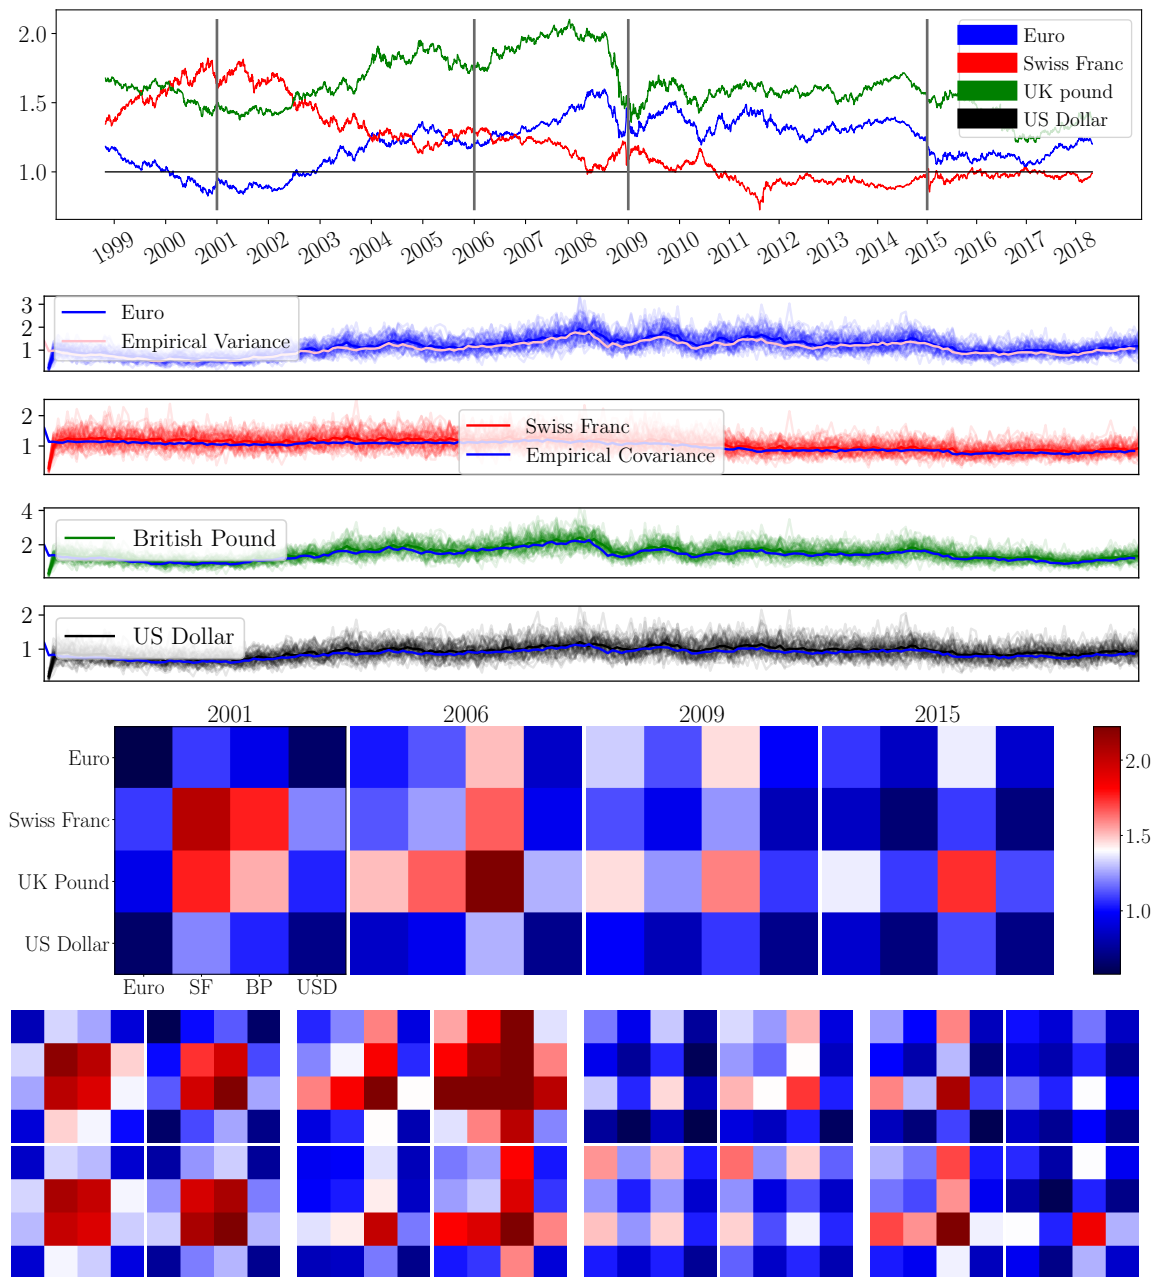 2.0
1.5
1.0
Euro
Swiss Franc
UK pound
US Dollar
1999 2000 2001 2002 2003 2004 2005 2006 2007 2008 2009 2010 2011 2012 2013 2014 2015 2016 2017 2018
3
2
1
Euro
Empirical Variance
2
1
Swiss Franc
Empirical Covariance
4
2
British Pound
2
1
US Dollar
2001 2006 2009 2015
Euro
Swiss Franc
UK Pound
US Dollar
Euro SF BP USD
2.0
1.5
1.0